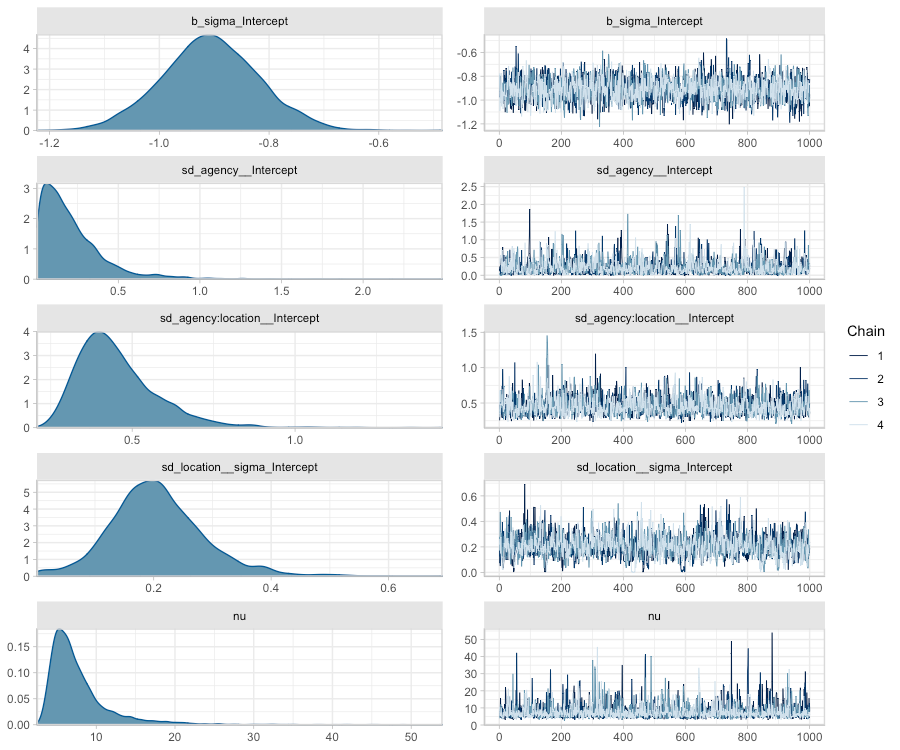 b_sigma_Intercept
4
3
2
1
0
-1.2 -1.0 -0.8 -0.6
b_sigma_Intercept
-0.6
-0.8
-1.0
-1.2
0 200 400 600 800 1000
sd_agency__Intercept
3
2
1
0
0.5 1.0 1.5 2.0
sd_agency__Intercept
2.5
2.0
1.5
1.0
0.5
0.0
0 200 400 600 800 1000
sd_agency:location__Intercept
4
3
2
1
0
0.5 1.0
sd_agency:location__Intercept
1.5
1.0
0.5
0 200 400 600 800 1000
sd_location__sigma_Intercept
5
4
3
2
1
0
0.2 0.4 0.6
sd_location__sigma_Intercept
0.6
0.4
0.2
0.0
0 200 400 600 800 1000
nu
0.15
0.10
0.05
0.00
10 20 30 40 50
nu
50
40
30
20
10
0
0 200 400 600 800 1000
Chain
1
2
3
4